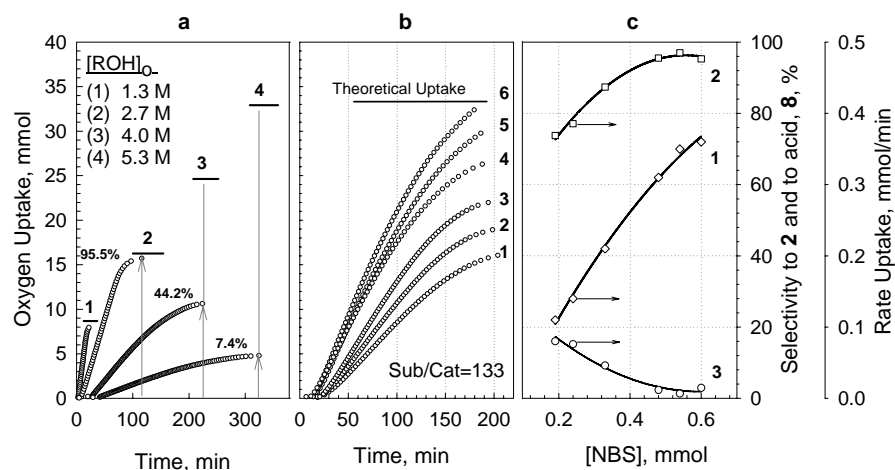 a
b
c
Oxygen Uptake, mmol
40
35
30
25
20
15
10
5
0
[ROH]O
(1) 1.3 M
(2) 2.7 M
(3) 4.0 M
(4) 5.3 M
4
3
2
1
95.5%
44.2%
7.4%
0 100 200 300
Time, min
Theoretical Uptake
6
5
4
3
2
1
Sub/Cat=133
0 50 100 150 200
Time, min
2
1
3
0.2 0.4 0.6
[NBS], mmol
100
80
60
40
20
0
Selectivity to 2 and to acid, 8, %
0.5
0.4
0.3
0.2
0.1
0.0
Rate Uptake, mmol/min